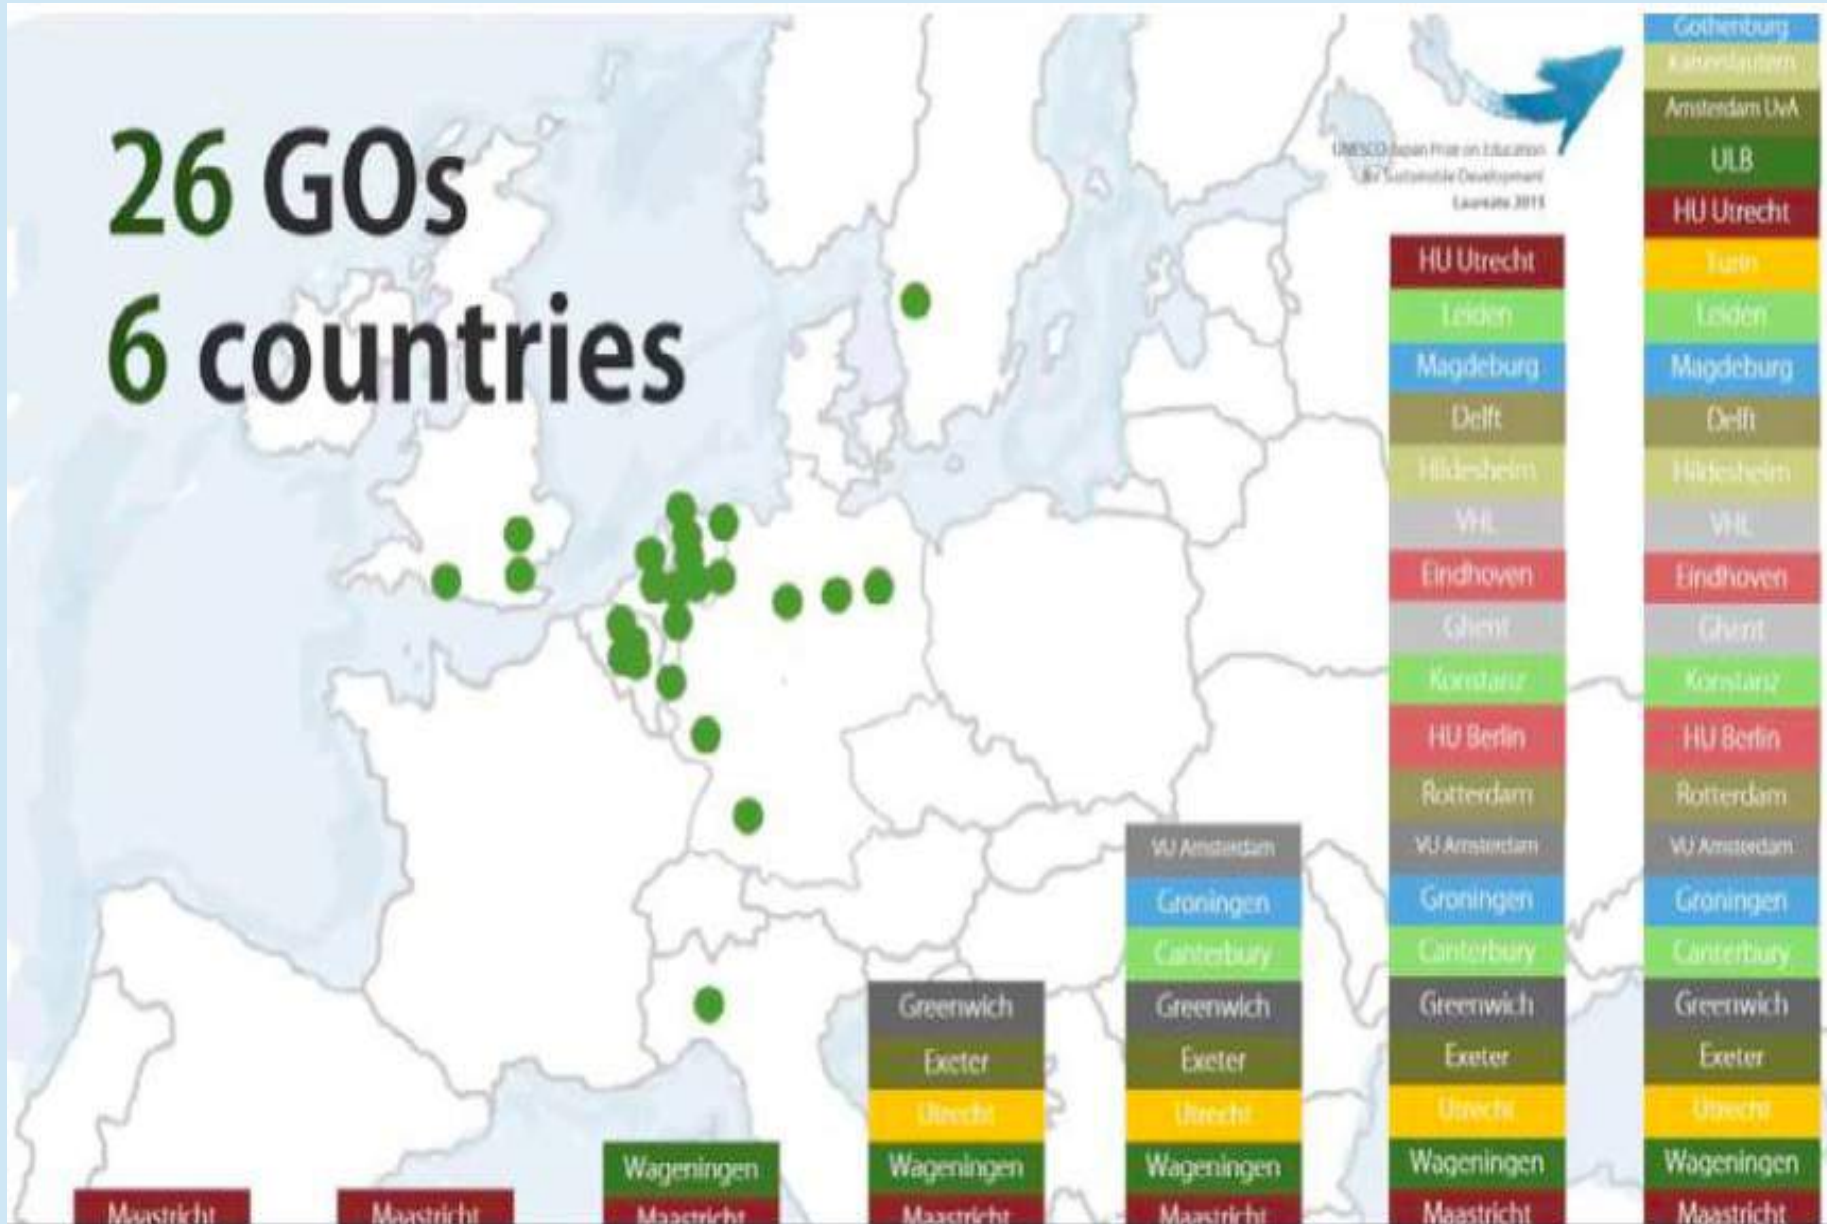 26 GOs
6 countries
UNESCO-Japan Prize on Education
for Sustainable Development
Laureate 2015
Maastricht
Maastricht
Wageningen
Maastricht
Greenwich
Exeter
Utrecht
Wageningen
Maastricht
VU Amsterdam
Groningen
Canterbury
Greenwich
Exeter
Utrecht
Wageningen
Maastricht
HU Utrecht
Leiden
Magdeburg
Delft
Hildesheim
VHL
Eindhoven
Ghent
Konstanz
HU Berlin
Rotterdam
VU Amsterdam
Groningen
Canterbury
Greenwich
Exeter
Utrecht
Wageningen
Maastricht
Gothenburg
Kaiserslautern
Amsterdam UvA
ULB
HU Utrecht
Turin
Leiden
Magdeburg
Delft
Hildesheim
VHL
Eindhoven
Ghent
Konstanz
HU Berlin
Rotterdam
VU Amsterdam
Groningen
Canterbury
Greenwich
Exeter
Utrecht
Wageningen
Maastricht